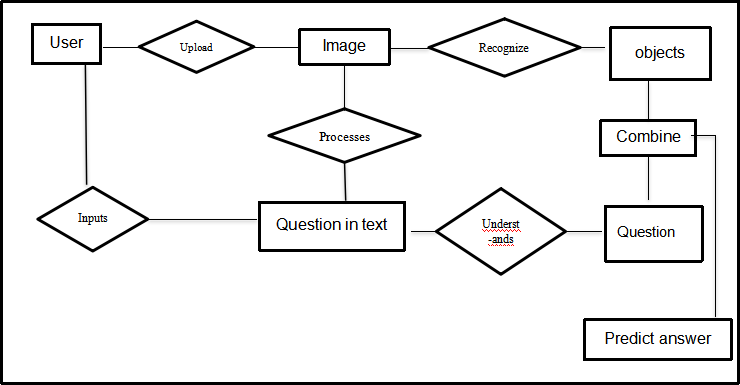 User
Upload
Image
Recognize
objects
Processes
Combine
Inputs
Question in text
Underst
-ands
Question
Predict answer